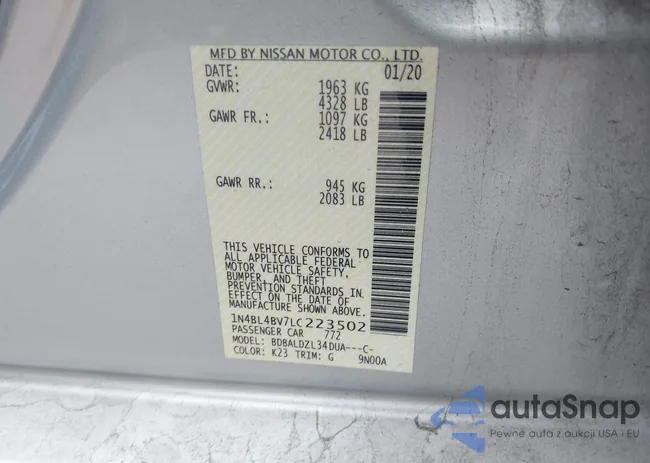 MFD BY NISSAN MOTOR CO., LTD.
DATE: 01/20
GVWR: 1963 KG
4328 LB
GAWR FR.: 1097 KG
2418 LB
GAWR RR.: 945 KG
2083 LB
THIS VEHICLE CONFORMS TO
ALL APPLICABLE FEDERAL
MOTOR VEHICLE SAFETY,
BUMPER, AND THEFT
PREVENTION STANDARDS IN
EFFECT ON THE DATE OF
MANUFACTURE SHOWN ABOVE.
1N4BL4BV7LC223502
PASSENGER CAR 772
MODEL: BDBALDZL34DUA---C-
COLOR: K23 TRIM: G 9N00A
autaSnap
Pewne auta z aukcji USA i EU